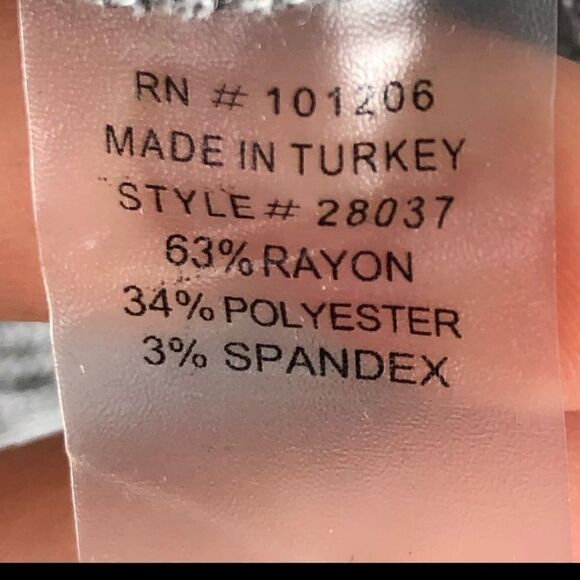 RN # 101206
MADE IN TURKEY
STYLE # 28037
63% RAYON
34% POLYESTER
3% SPANDEX